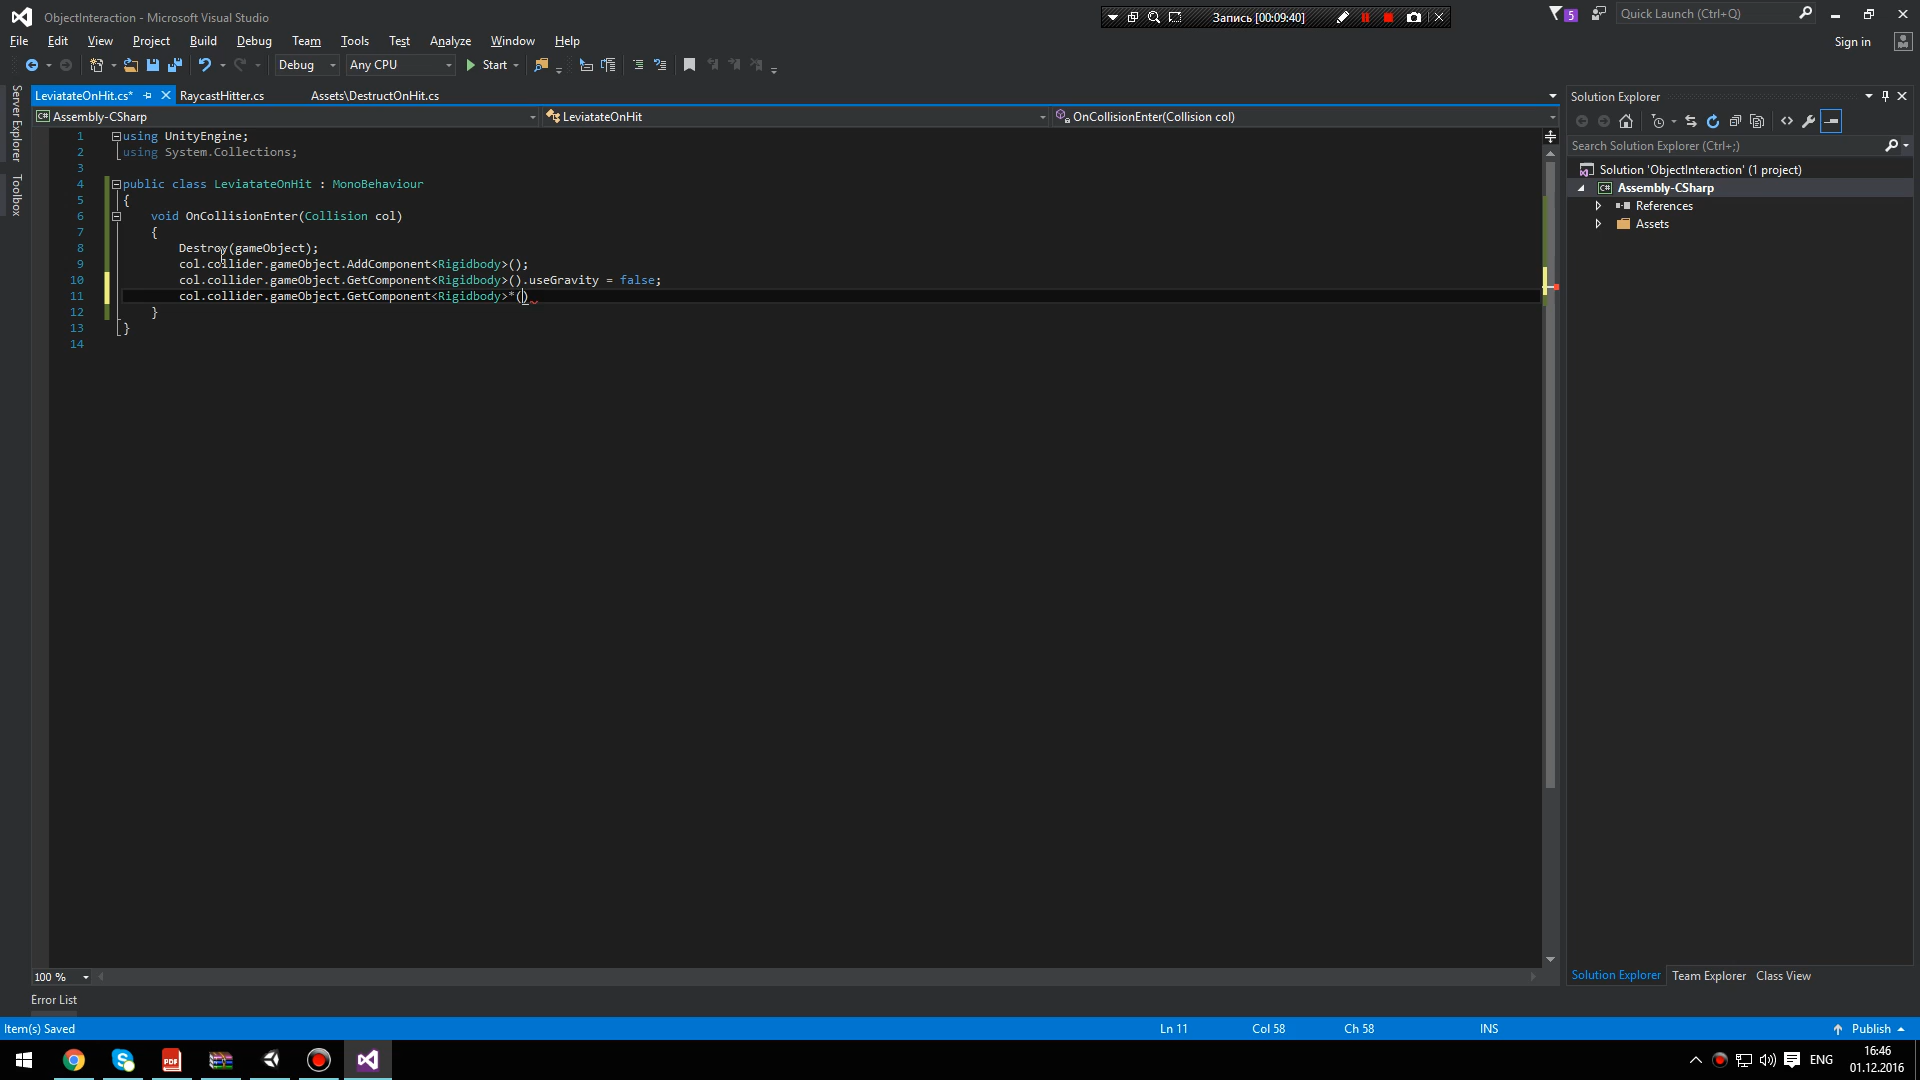 ObjectInteraction - Microsoft Visual Studio
Запись [00:09:40]
5
Quick Launch (Ctrl+Q)
File Edit View Project Build Debug Team Tools Test Analyze Window Help
Sign in
Debug Any CPU Start
Server Explorer
Toolbox
LeviatateOnHit.cs* RaycastHitter.cs Assets\DestructOnHit.cs
C# Assembly-CSharp LeviatateOnHit OnCollisionEnter(Collision col)
1 using UnityEngine;
2 using System.Collections;
3
4 public class LeviatateOnHit : MonoBehaviour
5 {
6 void OnCollisionEnter(Collision col)
7 {
8 Destroy(gameObject);
9 col.collider.gameObject.AddComponent<Rigidbody>();
10 col.collider.gameObject.GetComponent<Rigidbody>().useGravity = false;
11 col.collider.gameObject.GetComponent<Rigidbody>*()
12 }
13 }
14
Solution Explorer
Search Solution Explorer (Ctrl+;)
Solution 'ObjectInteraction' (1 project)
C# Assembly-CSharp
References
Assets
100 %
Solution Explorer Team Explorer Class View
Error List
Item(s) Saved Ln 11 Col 58 Ch 58 INS Publish
PDF
ENG
16:46
01.12.2016